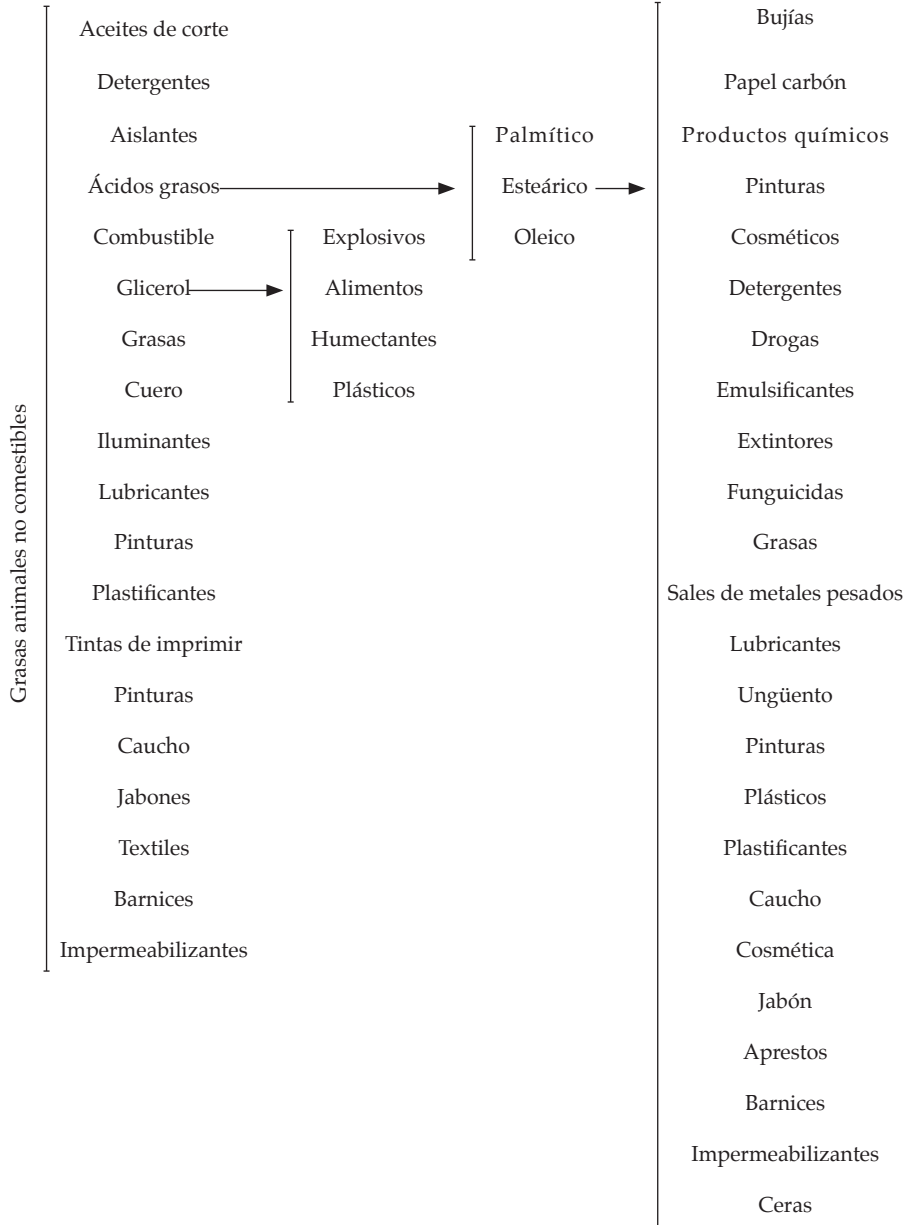 Grasas animales no comestibles
Aceites de corte
Detergentes
Aislantes
Ácidos grasos
Combustible
Glicerol
Grasas
Cuero
Iluminantes
Lubricantes
Pinturas
Plastificantes
Tintas de imprimir
Pinturas
Caucho
Jabones
Textiles
Barnices
Impermeabilizantes
Explosivos
Alimentos
Humectantes
Plásticos
Palmítico
Esteárico
Oleico
Bujías
Papel carbón
Productos químicos
Pinturas
Cosméticos
Detergentes
Drogas
Emulsificantes
Extintores
Funguicidas
Grasas
Sales de metales pesados
Lubricantes
Ungüento
Pinturas
Plásticos
Plastificantes
Caucho
Cosmética
Jabón
Aprestos
Barnices
Impermeabilizantes
Ceras